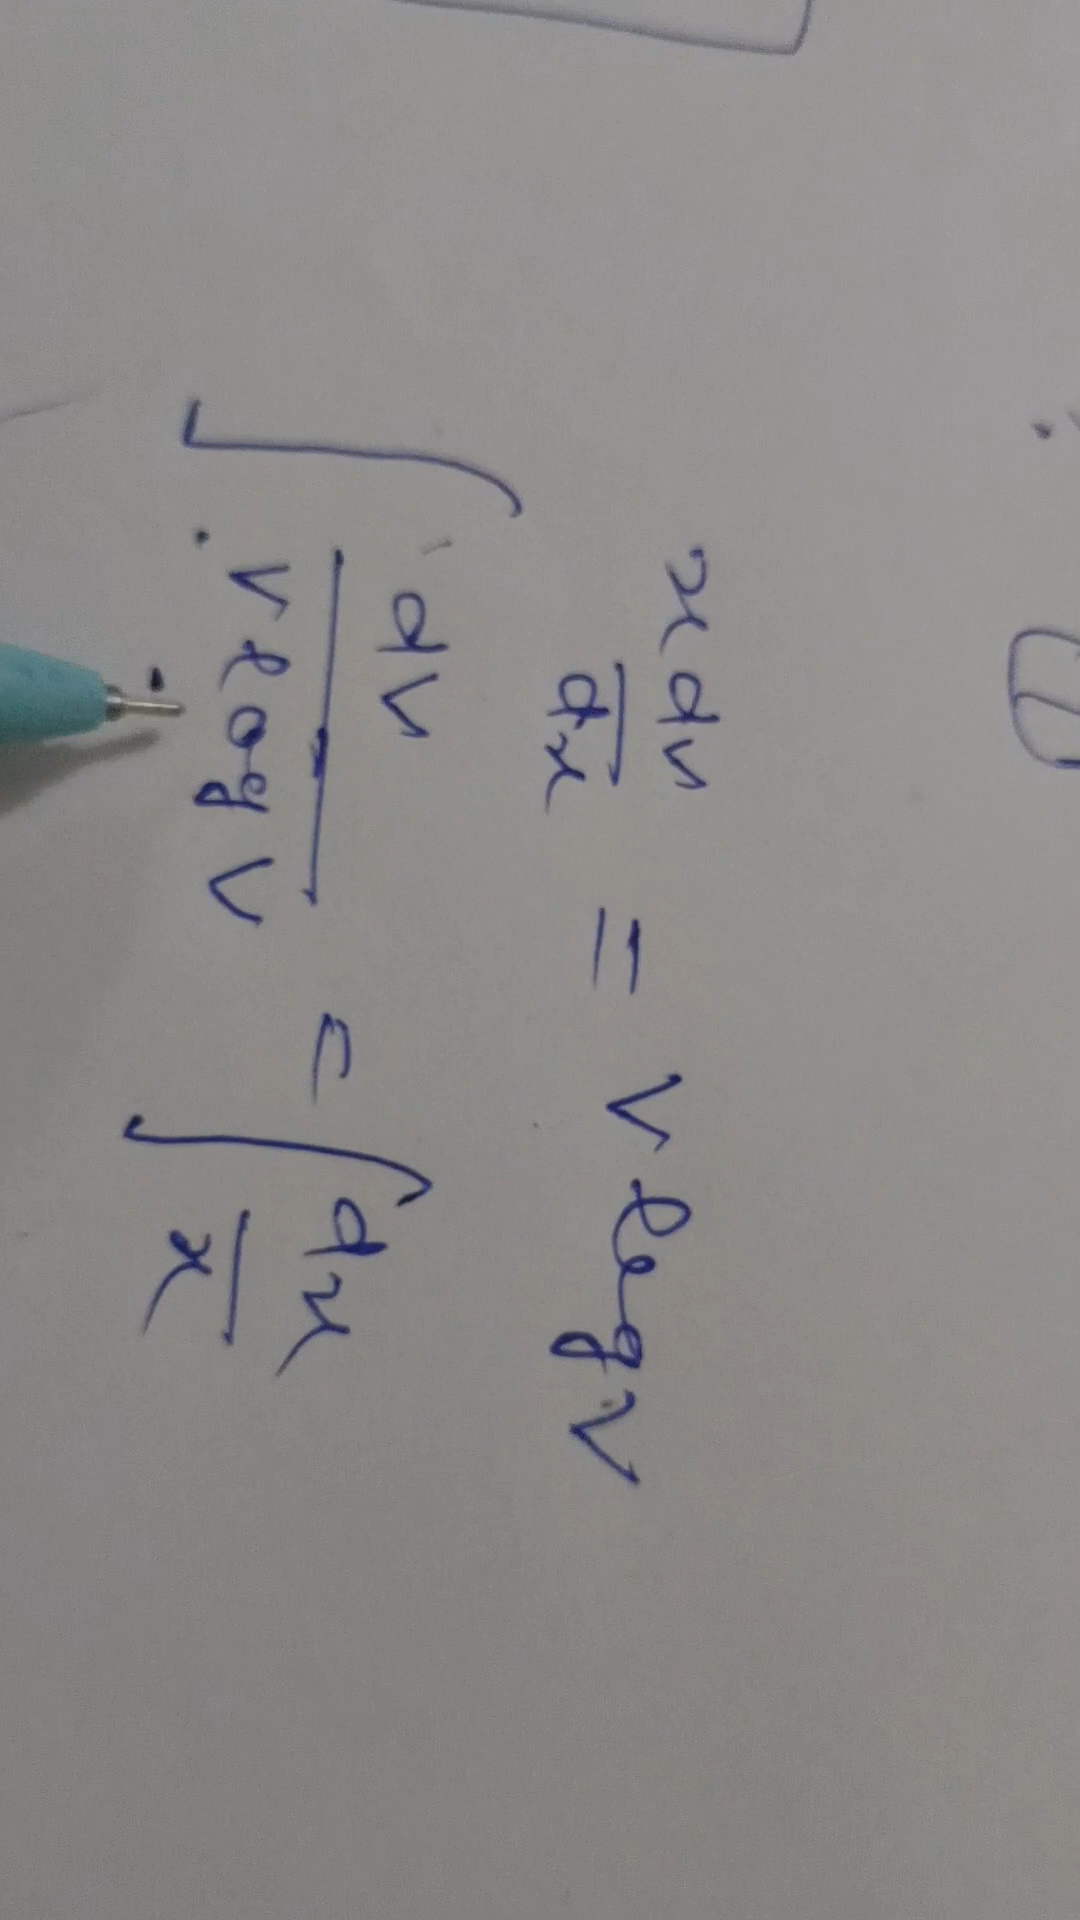 x dv/dx = v log v
∫ dv/(v log v) = ∫ dx/x